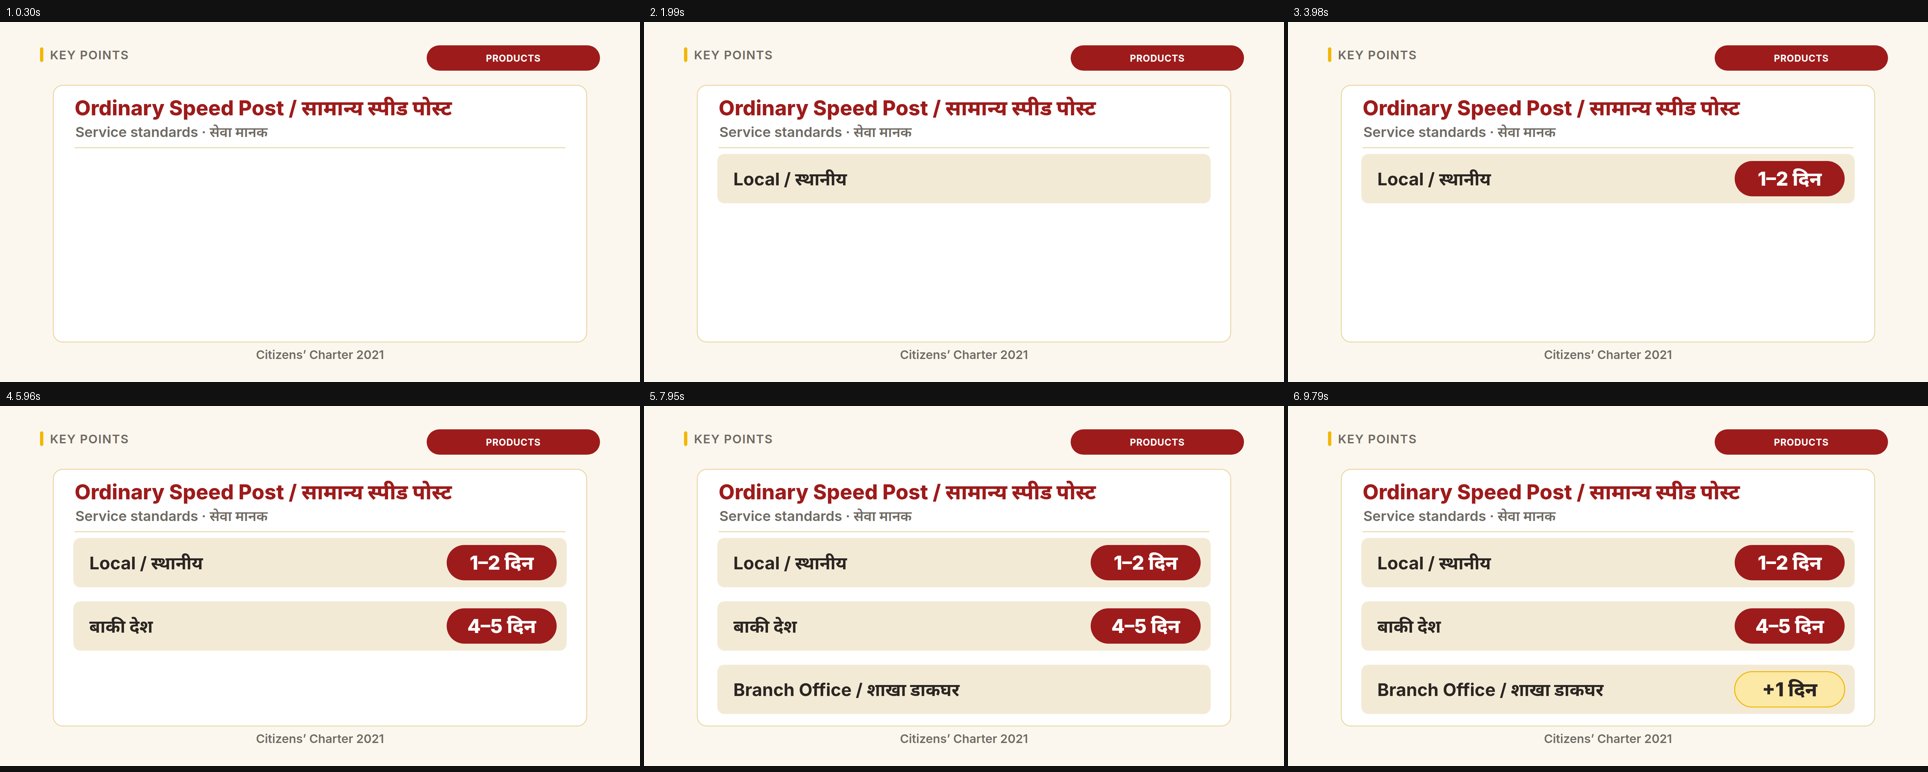 1. 0.30s
KEY POINTS
PRODUCTS
Ordinary Speed Post / सामान्य स्पीड पोस्ट
Service standards · सेवा मानक
Citizens’ Charter 2021
2. 1.99s
KEY POINTS
PRODUCTS
Ordinary Speed Post / सामान्य स्पीड पोस्ट
Service standards · सेवा मानक
Local / स्थानीय
Citizens’ Charter 2021
3. 3.98s
KEY POINTS
PRODUCTS
Ordinary Speed Post / सामान्य स्पीड पोस्ट
Service standards · सेवा मानक
Local / स्थानीय
1–2 दिन
Citizens’ Charter 2021
4. 5.96s
KEY POINTS
PRODUCTS
Ordinary Speed Post / सामान्य स्पीड पोस्ट
Service standards · सेवा मानक
Local / स्थानीय
1–2 दिन
बाकी देश
4–5 दिन
Citizens’ Charter 2021
5. 7.95s
KEY POINTS
PRODUCTS
Ordinary Speed Post / सामान्य स्पीड पोस्ट
Service standards · सेवा मानक
Local / स्थानीय
1–2 दिन
बाकी देश
4–5 दिन
Branch Office / शाखा डाकघर
Citizens’ Charter 2021
6. 9.79s
KEY POINTS
PRODUCTS
Ordinary Speed Post / सामान्य स्पीड पोस्ट
Service standards · सेवा मानक
Local / स्थानीय
1–2 दिन
बाकी देश
4–5 दिन
Branch Office / शाखा डाकघर
+1 दिन
Citizens’ Charter 2021